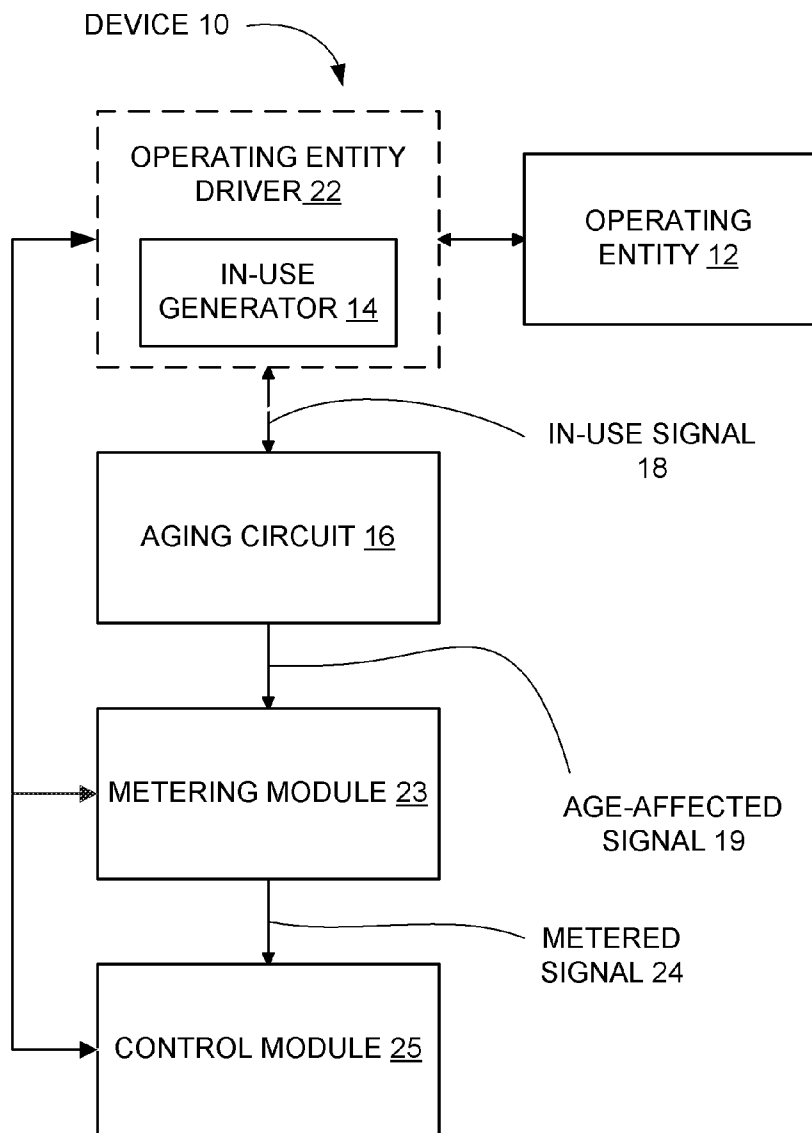 DEVICE 10
OPERATING ENTITY
DRIVER 22
IN-USE
GENERATOR 14
OPERATING
ENTITY 12
IN-USE SIGNAL
18
AGING CIRCUIT 16
METERING MODULE 23
AGE-AFFECTED
SIGNAL 19
METERED
SIGNAL 24
CONTROL MODULE 25